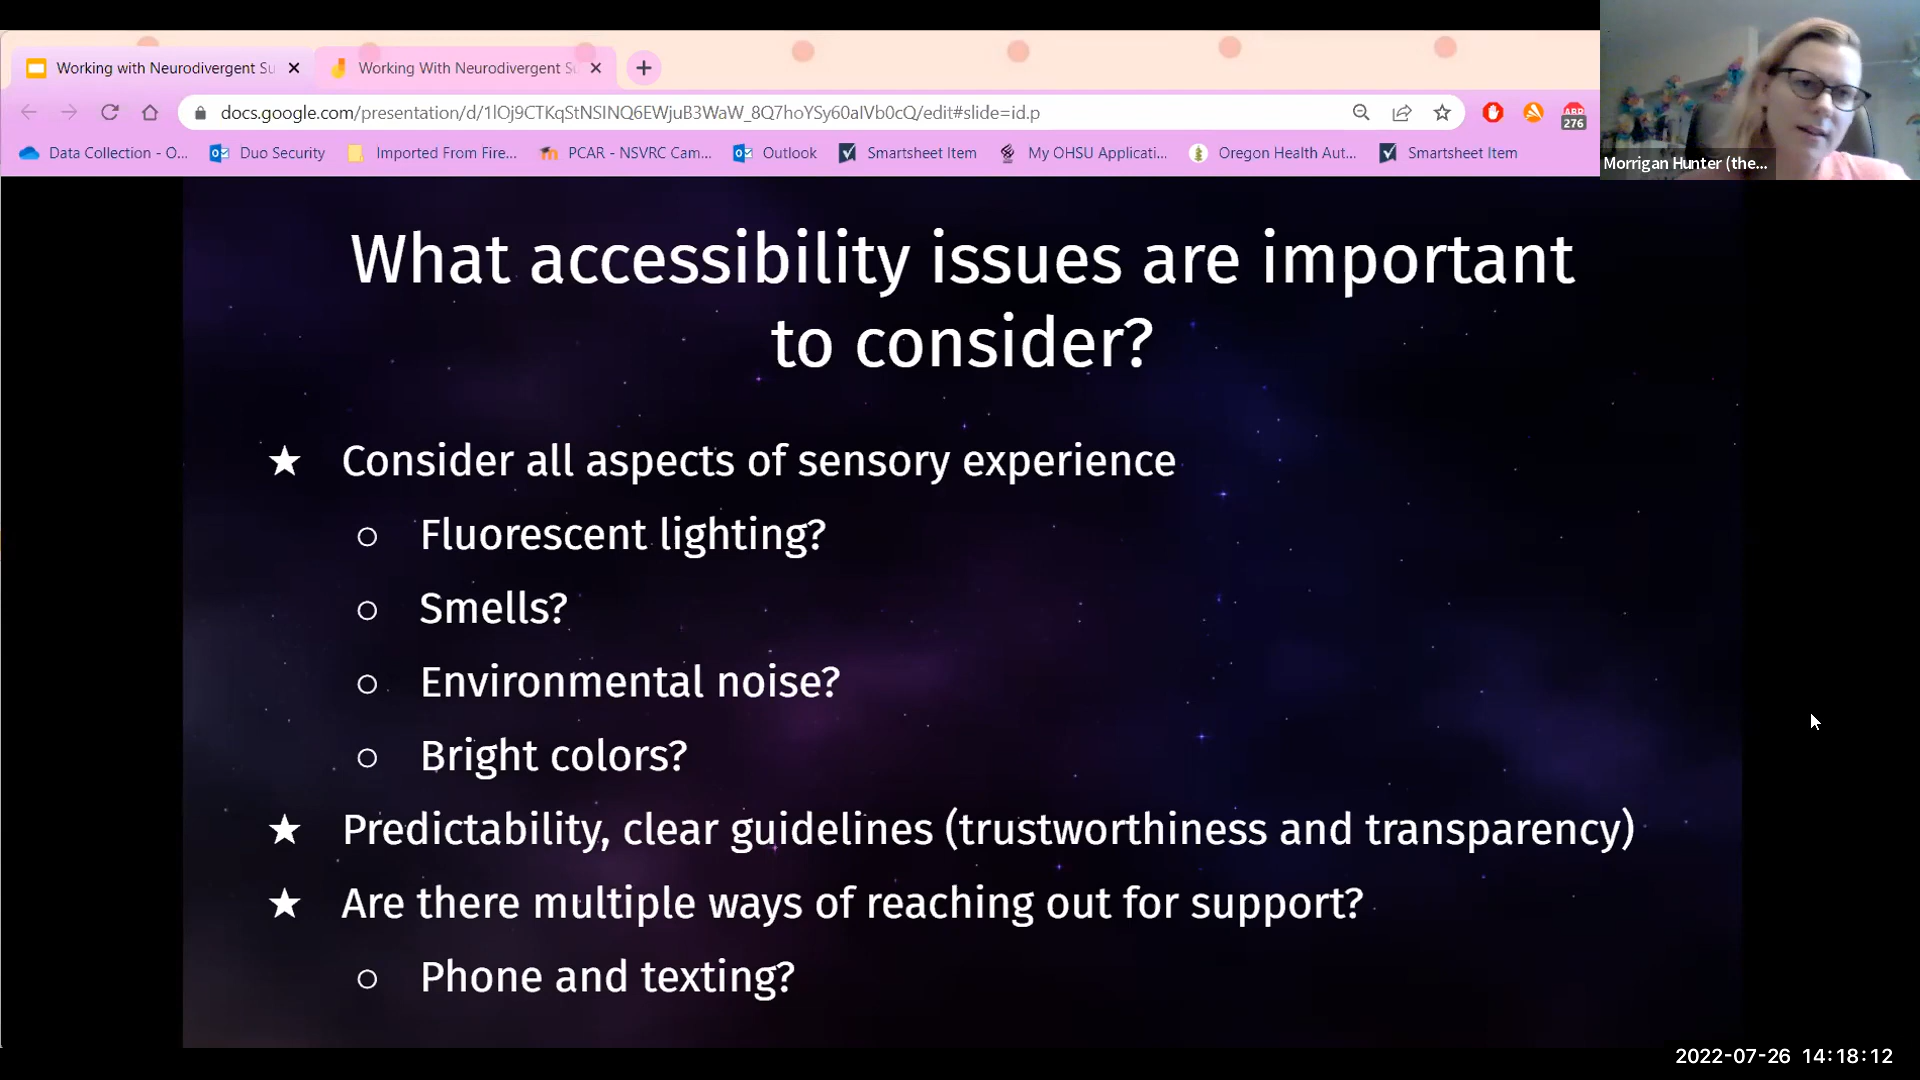 Working with Neurodivergent Su
Working With Neurodivergent S
docs.google.com/presentation/d/1lOj9CTKqStNSINQ6EWjuB3WaW_8Q7hoYSy60aIVb0cQ/edit#slide=id.p
276
Data Collection - O...
Duo Security
Imported From Fire...
PCAR - NSVRC Cam...
Outlook
Smartsheet Item
My OHSU Applicati...
Oregon Health Aut...
Smartsheet Item
Morrigan Hunter (the...
What accessibility issues are important
to consider?
★ Consider all aspects of sensory experience
○ Fluorescent lighting?
○ Smells?
○ Environmental noise?
○ Bright colors?
★ Predictability, clear guidelines (trustworthiness and transparency)
★ Are there multiple ways of reaching out for support?
○ Phone and texting?
2022-07-26 14:18:12